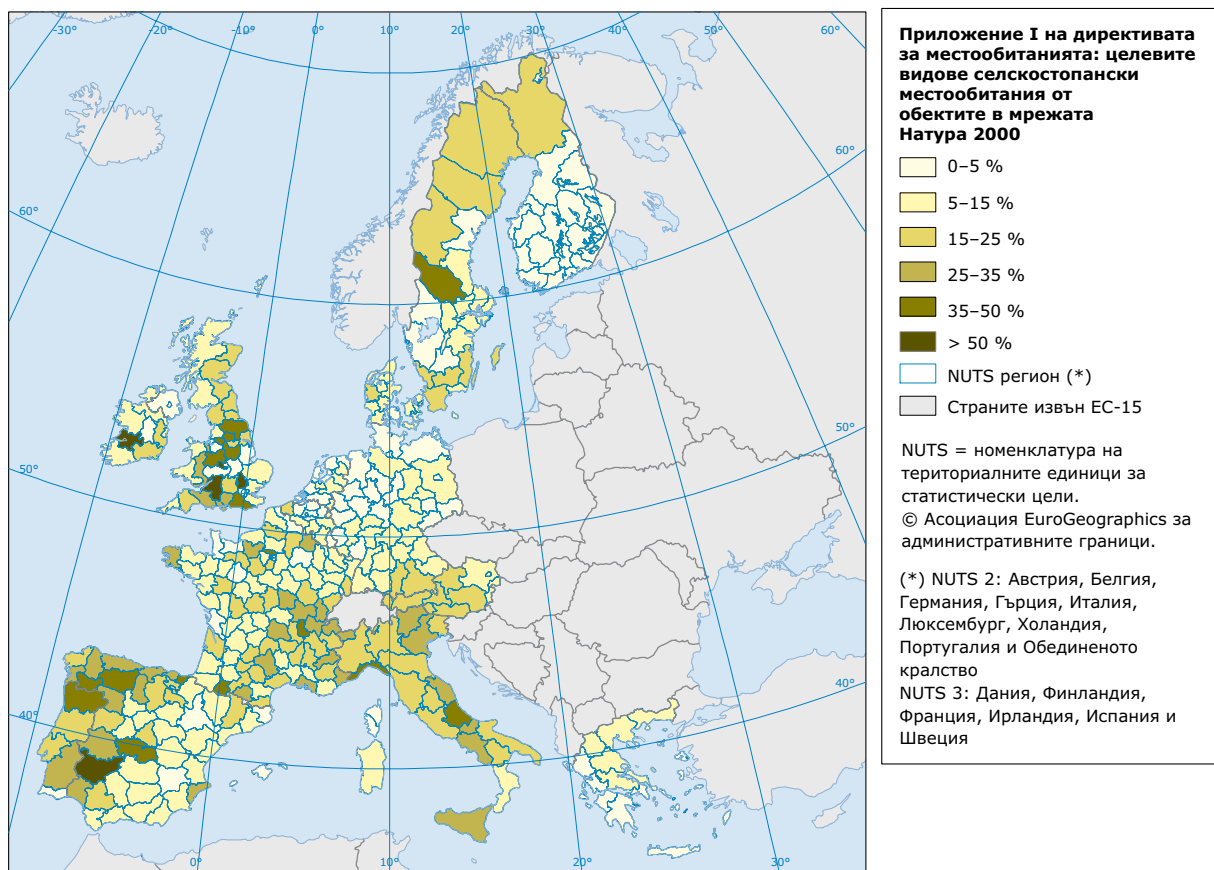 -30°
-20°
-10°
0°
10°
20°
30°
40°
50°
60°
60°
60°
50°
50°
40°
40°
0°
10°
20°
30°
Приложение I на директивата
за местообитанията: целевите
видове селскостопански
местообитания от
обектите в мрежата
Натура 2000
0–5 %
5–15 %
15–25 %
25–35 %
35–50 %
> 50 %
NUTS регион (*)
Страните извън ЕС-15
NUTS = номенклатура на
териториалните единици за
статистически цели.
© Асоциация EuroGeographics за
административните граници.
(*) NUTS 2: Австрия, Белгия,
Германия, Гърция, Италия,
Люксембург, Холандия,
Португалия и Обединеното
кралство
NUTS 3: Дания, Финландия,
Франция, Ирландия, Испания и
Швеция